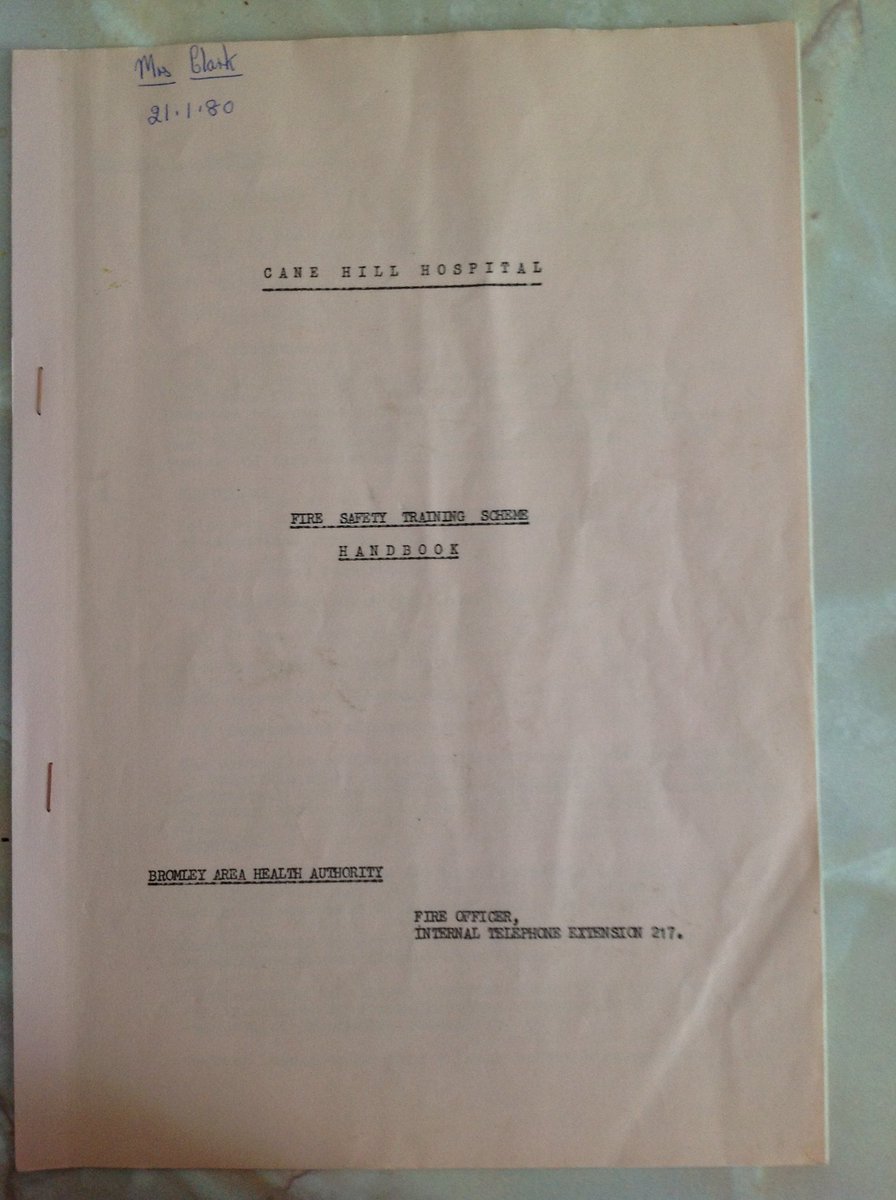 Mrs Clark
21.1.80
CANE HILL HOSPITAL
FIRE SAFETY TRAINING SCHEME
HANDBOOK
BROMLEY AREA HEALTH AUTHORITY
FIRE OFFICER,
INTERNAL TELEPHONE EXTENSION 217.